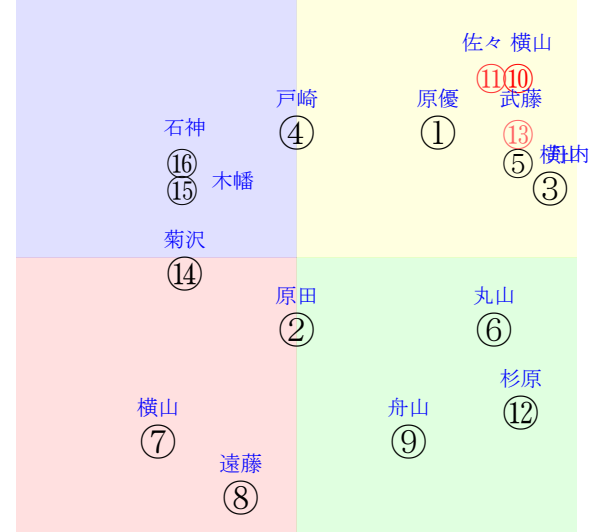 佐々 横山
⑪⑩
戸崎 原優 武藤
④ ① ⑬
石神
⑯ ⑤
⑮ 木幡 ③
菊沢
⑭
原田 丸山
② ⑥
杉原
⑫
横山 舟山
⑦ ⑨
遠藤
⑧